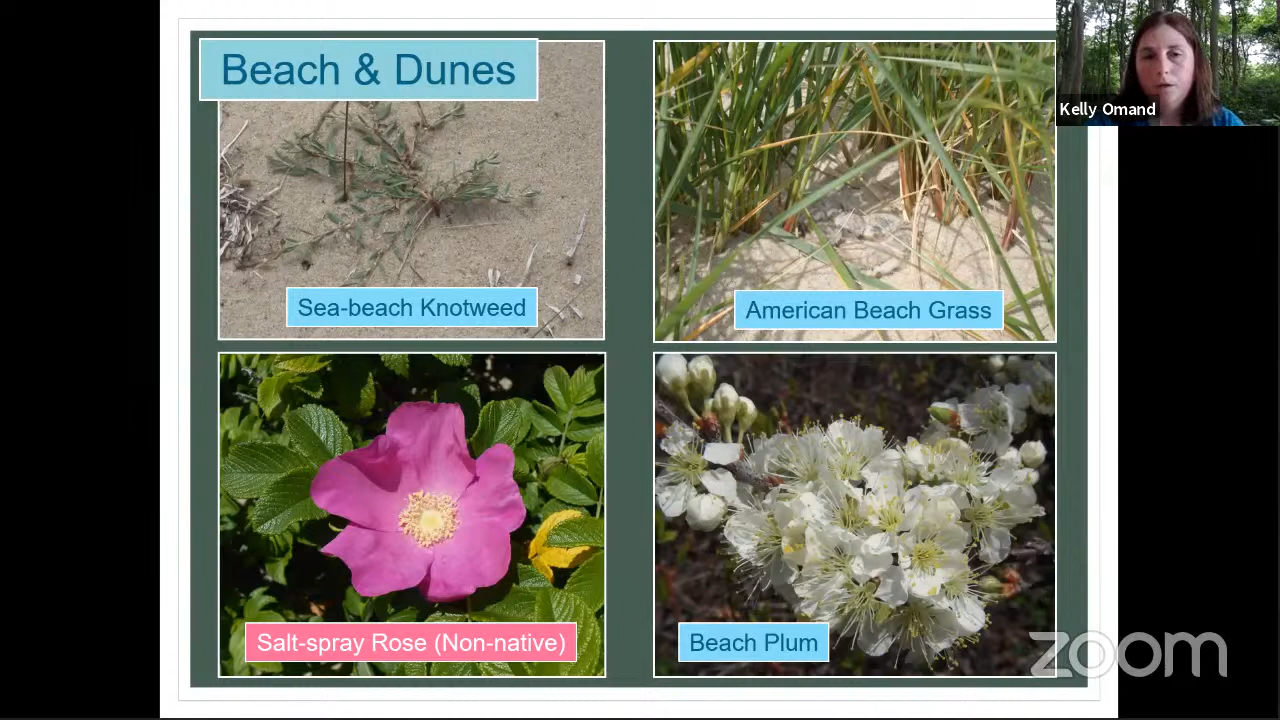 Beach & Dunes
Kelly Omand
Sea-beach Knotweed
American Beach Grass
Salt-spray Rose (Non-native)
Beach Plum
zoom